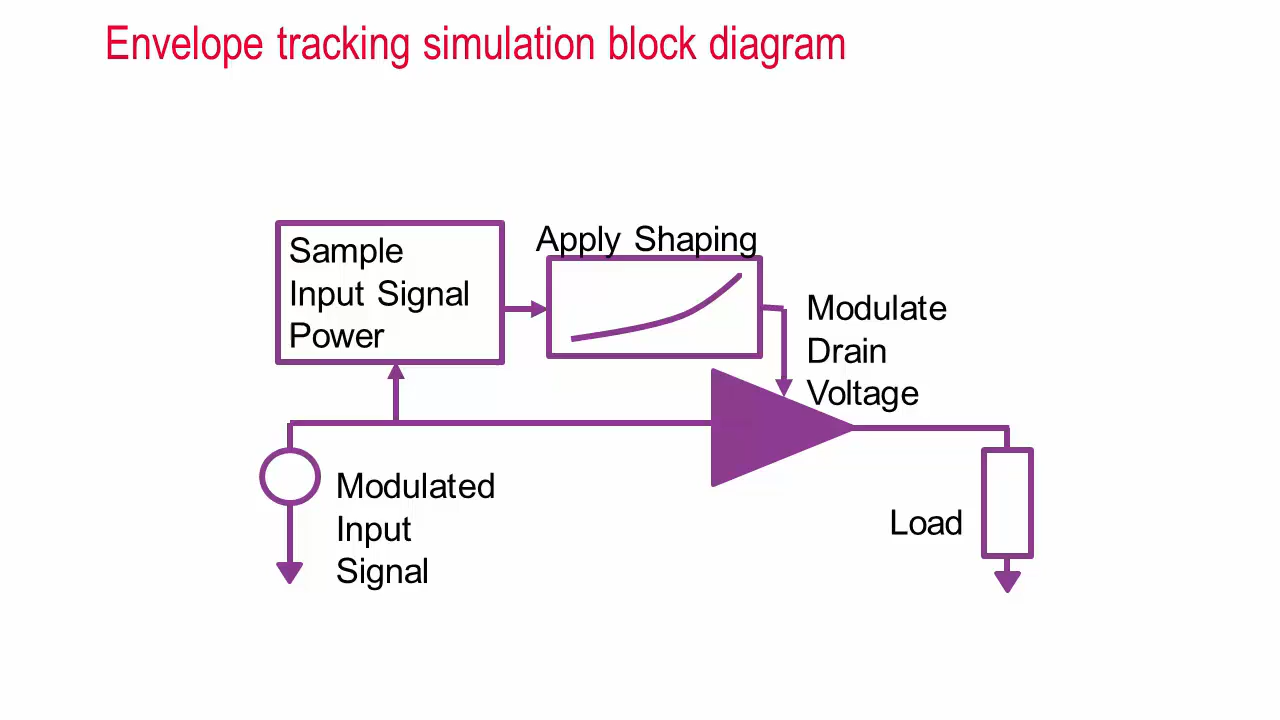 Envelope tracking simulation block diagram
Sample
Input Signal
Power
Apply Shaping
Modulate
Drain
Voltage
Modulated
Input
Signal
Load